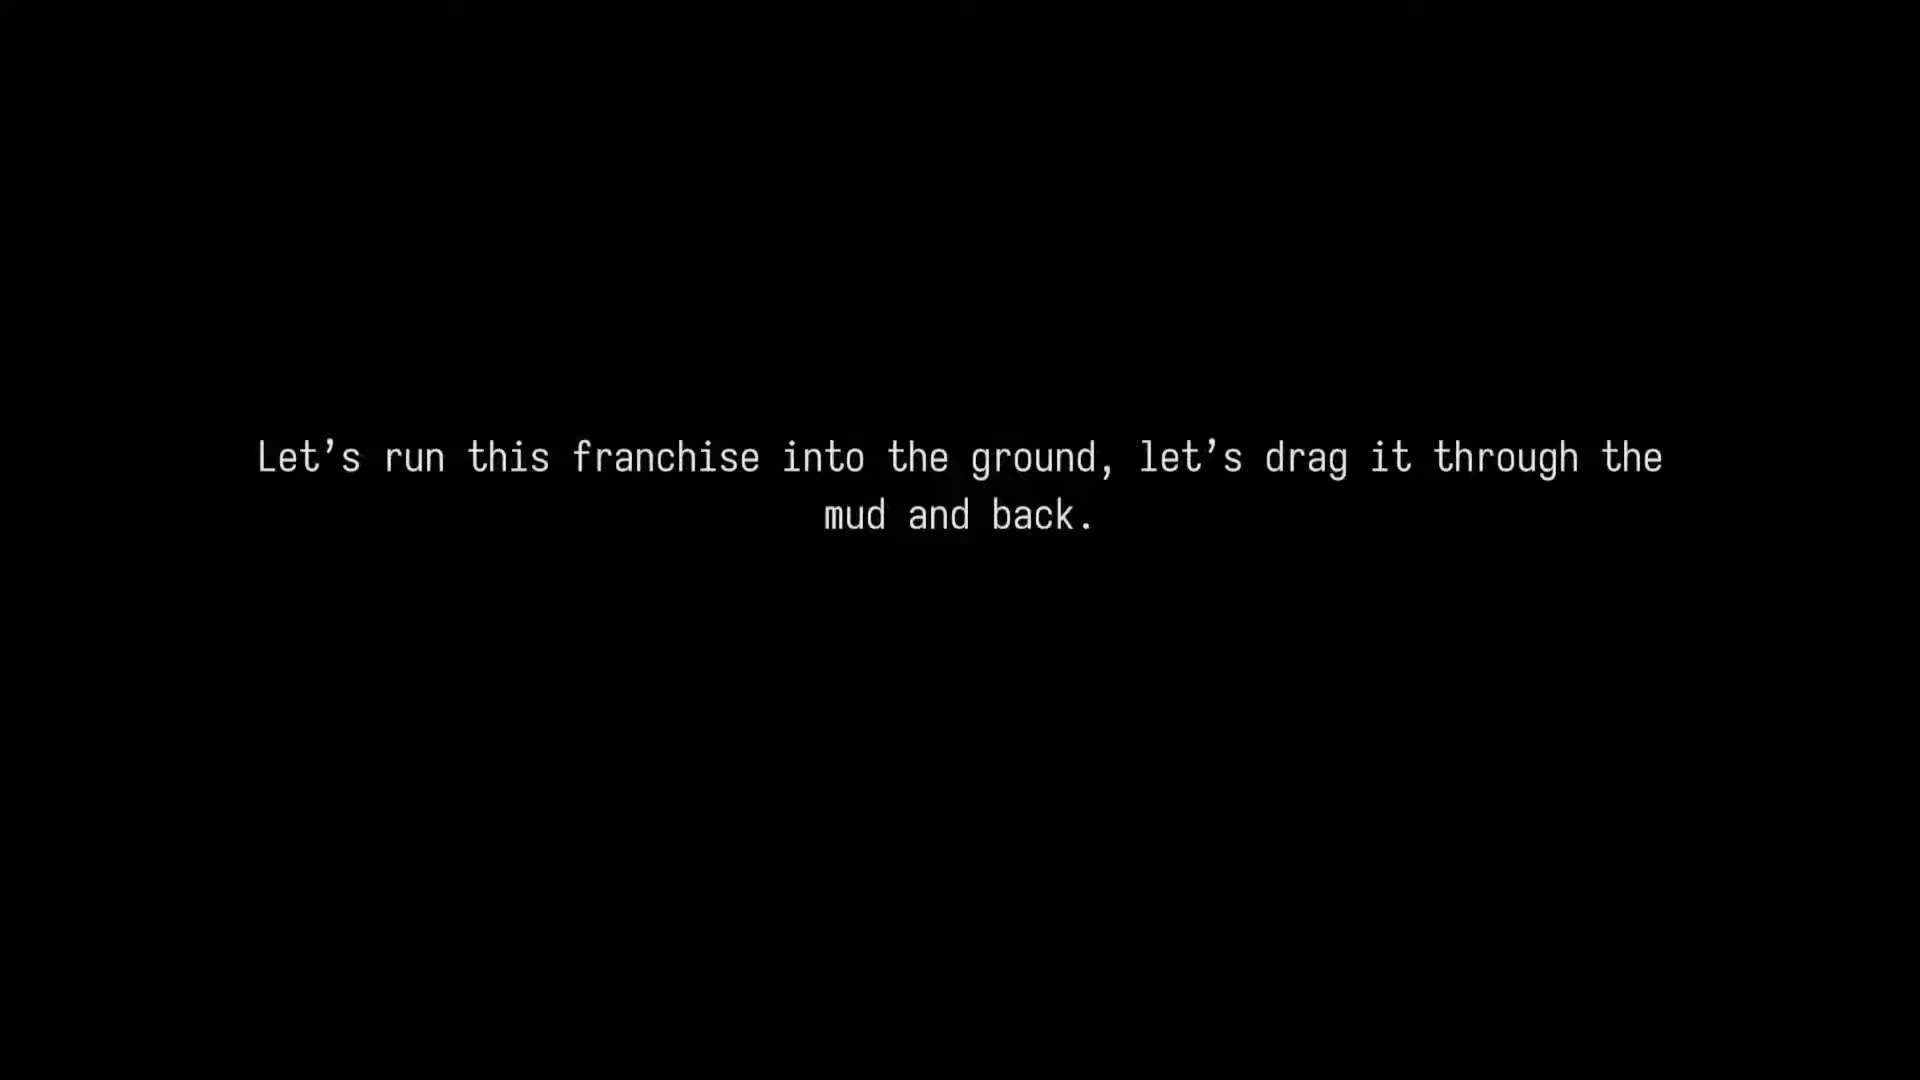 Let’s run this franchise into the ground, let’s drag it through the
mud and back.